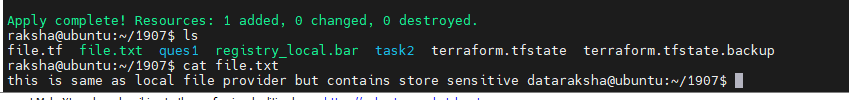 Apply complete! Resources: 1 added, 0 changed, 0 destroyed.
raksha@ubuntu:~/1907$ ls
file.tf file.txt ques1 registry_local.bar task2 terraform.tfstate terraform.tfstate.backup
raksha@ubuntu:~/1907$ cat file.txt
this is same as local file provider but contains store sensitive dataraksha@ubuntu:~/1907$